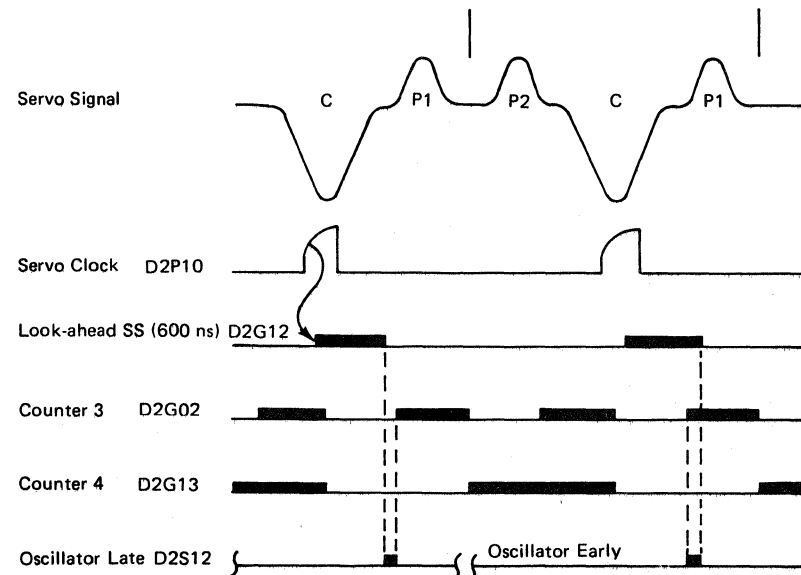 Servo Signal C P1 P2 C P1
Servo Clock D2P10
Look-ahead SS (600 ns) D2G12
Counter 3 D2G02
Counter 4 D2G13
Oscillator Late D2S12 Oscillator Early